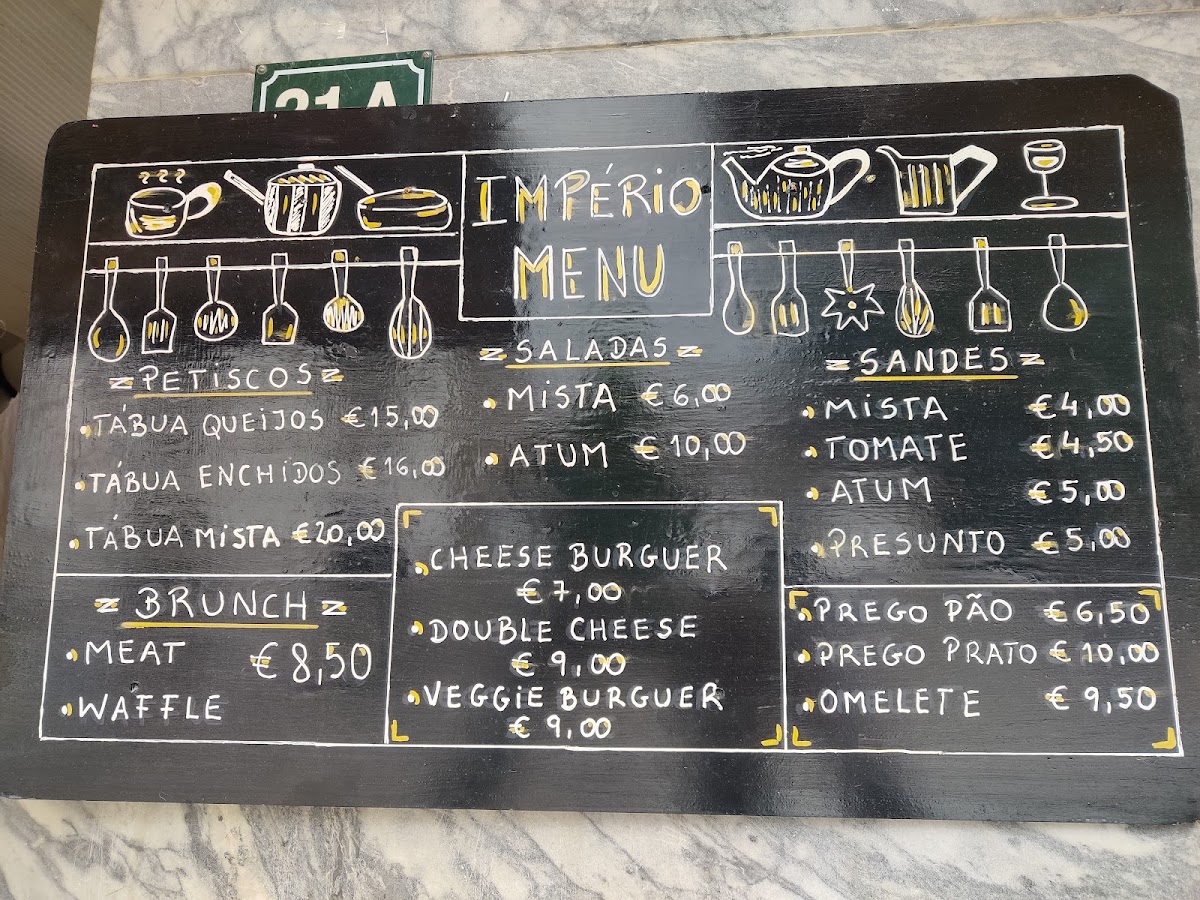 21 A
IMPÉRIO
MENU
PETISCOS
TÁBUA QUEIJOS €15,00
TÁBUA ENCHIDOS €16,00
TÁBUA MISTA €20,00
BRUNCH
MEAT €8,50
WAFFLE
SALADAS
MISTA €6,00
ATUM €10,00
CHEESE BURGUER
€7,00
DOUBLE CHEESE
€9,00
VEGGIE BURGUER
€9,00
SANDES
MISTA €4,00
TOMATE €4,50
ATUM €5,00
PRESUNTO €5,00
PREGO PÃO €6,50
PREGO PRATO €10,00
OMELETE €9,50